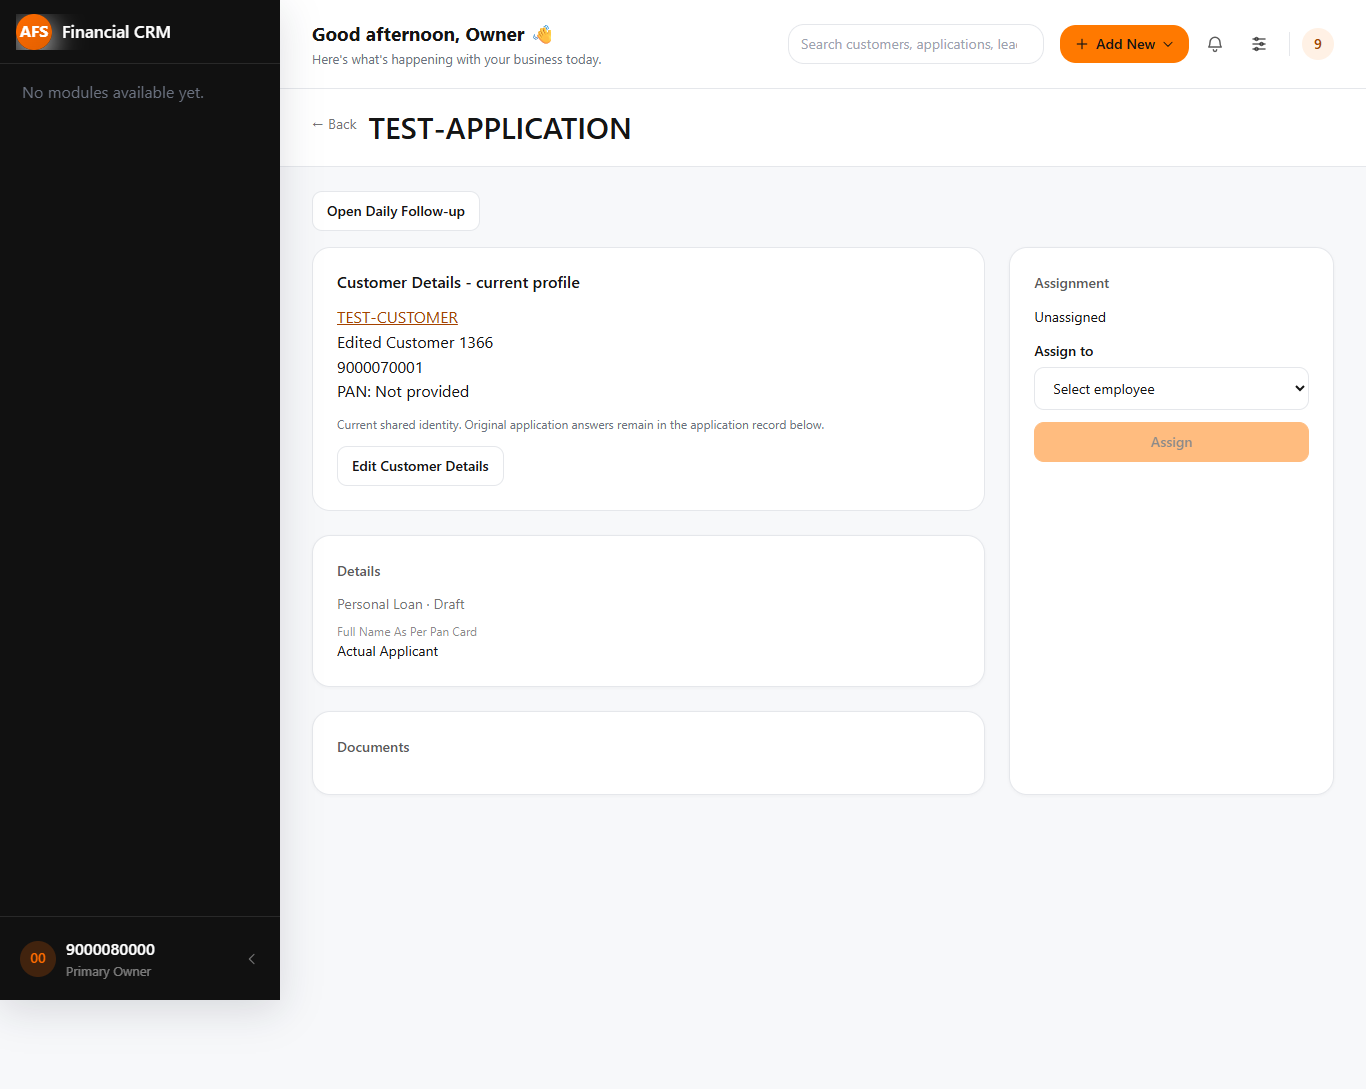 AFS Financial CRM
No modules available yet.
9000080000
00
Primary Owner
Good afternoon, Owner 👋
Here's what's happening with your business today.
Search customers, applications, lea
+ Add New
9
← Back TEST-APPLICATION
Open Daily Follow-up
Customer Details - current profile
TEST-CUSTOMER
Edited Customer 1366
9000070001
PAN: Not provided
Current shared identity. Original application answers remain in the application record below.
Edit Customer Details
Details
Personal Loan · Draft
Full Name As Per Pan Card
Actual Applicant
Documents
Assignment
Unassigned
Assign to
Select employee
Assign